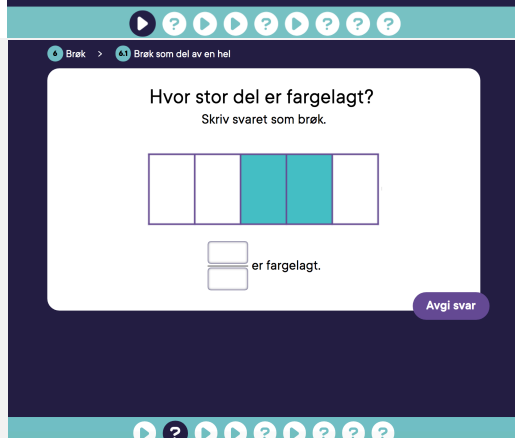 ? ? ? ? ? ?
6 Brøk > 6.1 Brøk som del av en hel
Hvor stor del er fargelagt?
Skriv svaret som brøk.
er fargelagt.
Avgi svar
? ? ? ? ?